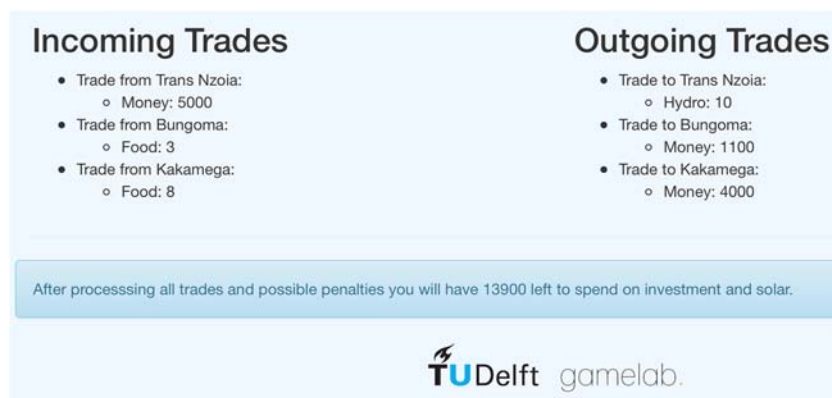 Incoming Trades
Trade from Trans Nzoia:
Money: 5000
Trade from Bungoma:
Food: 3
Trade from Kakamega:
Food: 8
Outgoing Trades
Trade to Trans Nzoia:
Hydro: 10
Trade to Bungoma:
Money: 1100
Trade to Kakamega:
Money: 4000
After processsing all trades and possible penalties you will have 13900 left to spend on investment and solar.
TUDelft gamelab.